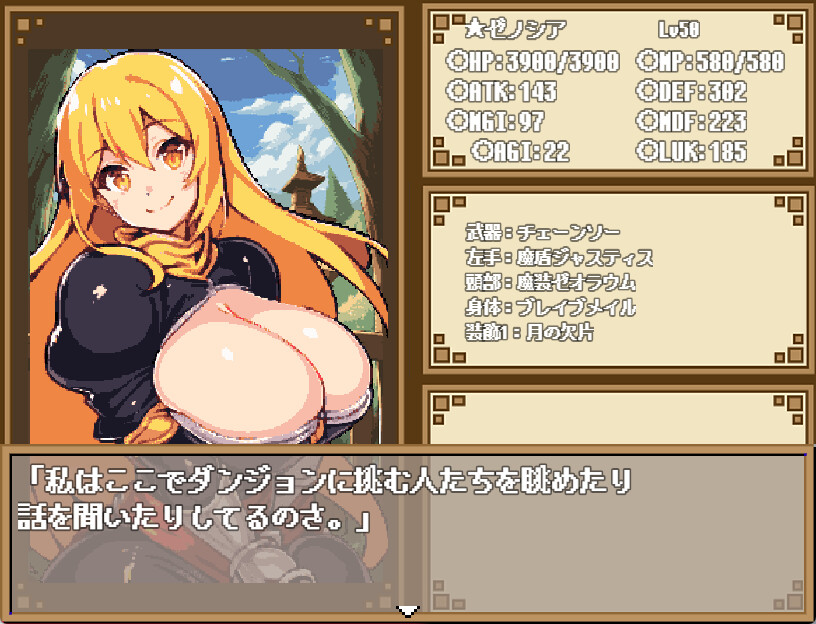 ★ゼノシア Lv50
HP:3900/3900 MP:580/580
ATK:143 DEF:302
MGI:97 MDF:223
AGI:22 LUK:185
武器：チェーンソー
左手：魔盾ジャスティス
頭部：魔装ゼオラウム
身体：ブレイブメイル
装飾1：月の欠片
「私はここでダンジョンに挑む人たちを眺めたり
話を聞いたりしてるのさ。」